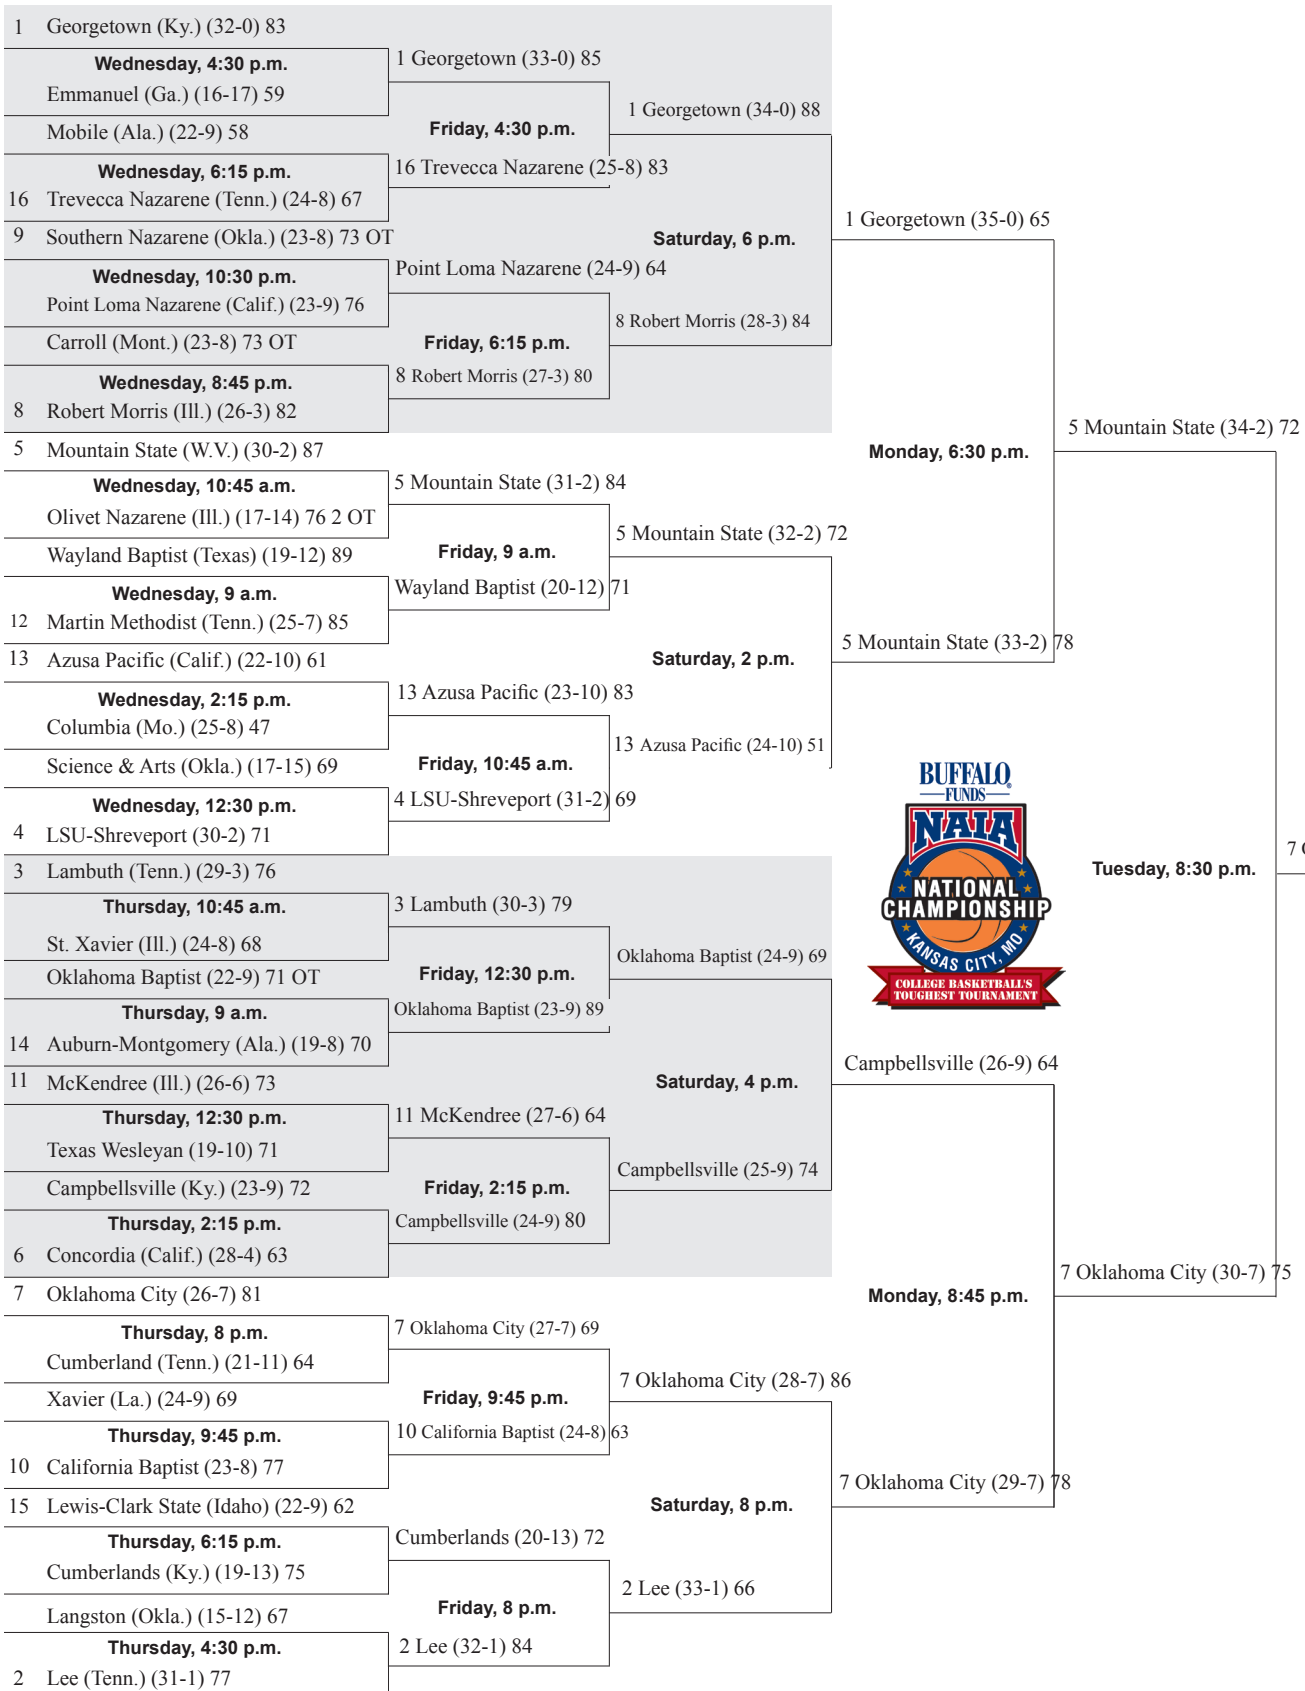 1 Georgetown (Ky.) (32-0) 83
Wednesday, 4:30 p.m.
Emmanuel (Ga.) (16-17) 59
Mobile (Ala.) (22-9) 58
Wednesday, 6:15 p.m.
16 Trevecca Nazarene (Tenn.) (24-8) 67
9 Southern Nazarene (Okla.) (23-8) 73 OT
Wednesday, 10:30 p.m.
Point Loma Nazarene (Calif.) (23-9) 76
Carroll (Mont.) (23-8) 73 OT
Wednesday, 8:45 p.m.
8 Robert Morris (Ill.) (26-3) 82
5 Mountain State (W.V.) (30-2) 87
Wednesday, 10:45 a.m.
Olivet Nazarene (Ill.) (17-14) 76 2 OT
Wayland Baptist (Texas) (19-12) 89
Wednesday, 9 a.m.
12 Martin Methodist (Tenn.) (25-7) 85
13 Azusa Pacific (Calif.) (22-10) 61
Wednesday, 2:15 p.m.
Columbia (Mo.) (25-8) 47
Science & Arts (Okla.) (17-15) 69
Wednesday, 12:30 p.m.
4 LSU-Shreveport (30-2) 71
3 Lambuth (Tenn.) (29-3) 76
Thursday, 10:45 a.m.
St. Xavier (Ill.) (24-8) 68
Oklahoma Baptist (22-9) 71 OT
Thursday, 9 a.m.
14 Auburn-Montgomery (Ala.) (19-8) 70
11 McKendree (Ill.) (26-6) 73
Thursday, 12:30 p.m.
Texas Wesleyan (19-10) 71
Campbellsville (Ky.) (23-9) 72
Thursday, 2:15 p.m.
6 Concordia (Calif.) (28-4) 63
7 Oklahoma City (26-7) 81
Thursday, 8 p.m.
Cumberland (Tenn.) (21-11) 64
Xavier (La.) (24-9) 69
Thursday, 9:45 p.m.
10 California Baptist (23-8) 77
15 Lewis-Clark State (Idaho) (22-9) 62
Thursday, 6:15 p.m.
Cumberlands (Ky.) (19-13) 75
Langston (Okla.) (15-12) 67
Thursday, 4:30 p.m.
2 Lee (Tenn.) (31-1) 77
1 Georgetown (33-0) 85
Friday, 4:30 p.m.
16 Trevecca Nazarene (25-8) 83
Point Loma Nazarene (24-9) 64
Friday, 6:15 p.m.
8 Robert Morris (27-3) 80
5 Mountain State (31-2) 84
Friday, 9 a.m.
Wayland Baptist (20-12) 71
13 Azusa Pacific (23-10) 83
Friday, 10:45 a.m.
4 LSU-Shreveport (31-2) 69
3 Lambuth (30-3) 79
Friday, 12:30 p.m.
Oklahoma Baptist (23-9) 89
11 McKendree (27-6) 64
Friday, 2:15 p.m.
Campbellsville (24-9) 80
7 Oklahoma City (27-7) 69
Friday, 9:45 p.m.
10 California Baptist (24-8) 63
Cumberlands (20-13) 72
Friday, 8 p.m.
2 Lee (32-1) 84
1 Georgetown (34-0) 88
Saturday, 6 p.m.
8 Robert Morris (28-3) 84
5 Mountain State (32-2) 72
Saturday, 2 p.m.
13 Azusa Pacific (24-10) 51
Oklahoma Baptist (24-9) 69
Saturday, 4 p.m.
Campbellsville (25-9) 74
7 Oklahoma City (28-7) 86
Saturday, 8 p.m.
2 Lee (33-1) 66
1 Georgetown (35-0) 65
Monday, 6:30 p.m.
5 Mountain State (33-2) 78
Campbellsville (26-9) 64
Monday, 8:45 p.m.
7 Oklahoma City (29-7) 78
5 Mountain State (34-2) 72
Tuesday, 8:30 p.m.
7 Oklahoma City (30-7) 75
7
BUFFALO
FUNDS
NAIA
NATIONAL
CHAMPIONSHIP
KANSAS CITY, MO
COLLEGE BASKETBALL'S
TOUGHEST TOURNAMENT